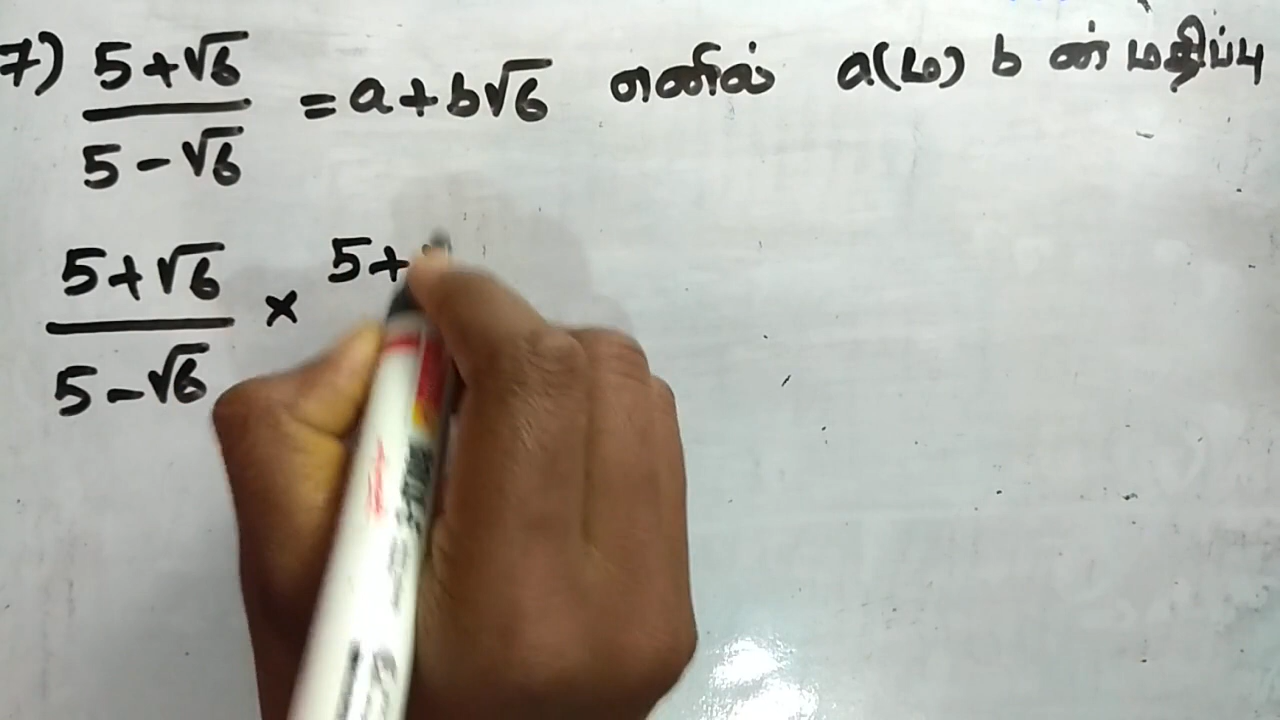 7) 5+√6 / 5-√6 = a+b√6 எனில் a(ம) b ன் மதிப்பு
5+√6 / 5-√6 × 5+